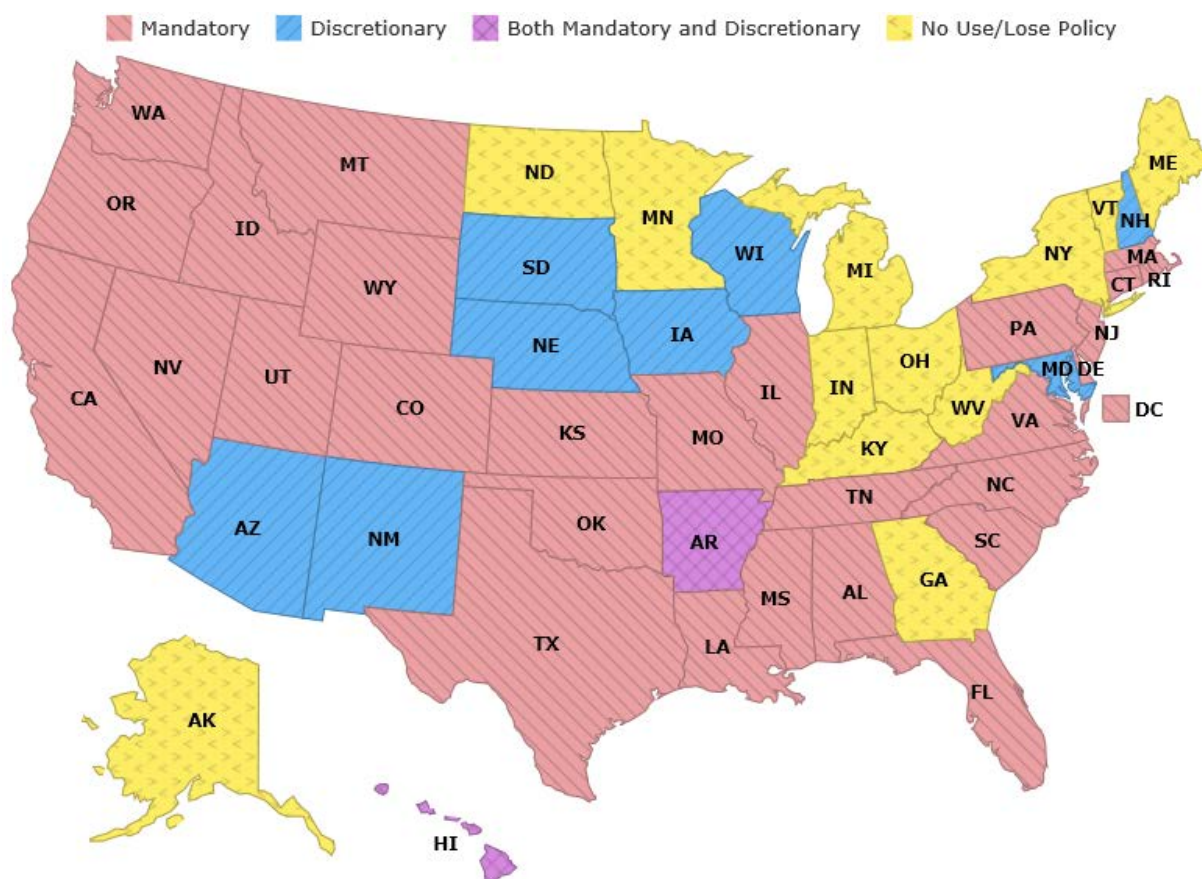 Mandatory Discretionary Both Mandatory and Discretionary No Use/Lose Policy
WA
MT
ND
ME
OR
ID
MN
VT
NH
SD
WI
NY
MA
WY
MI
CT
RI
NE
IA
PA
NJ
NV
UT
OH
MD
DE
CA
CO
IL
IN
WV
DC
KS
MO
KY
VA
TN
NC
AZ
NM
OK
AR
SC
MS
AL
GA
TX
LA
FL
AK
HI